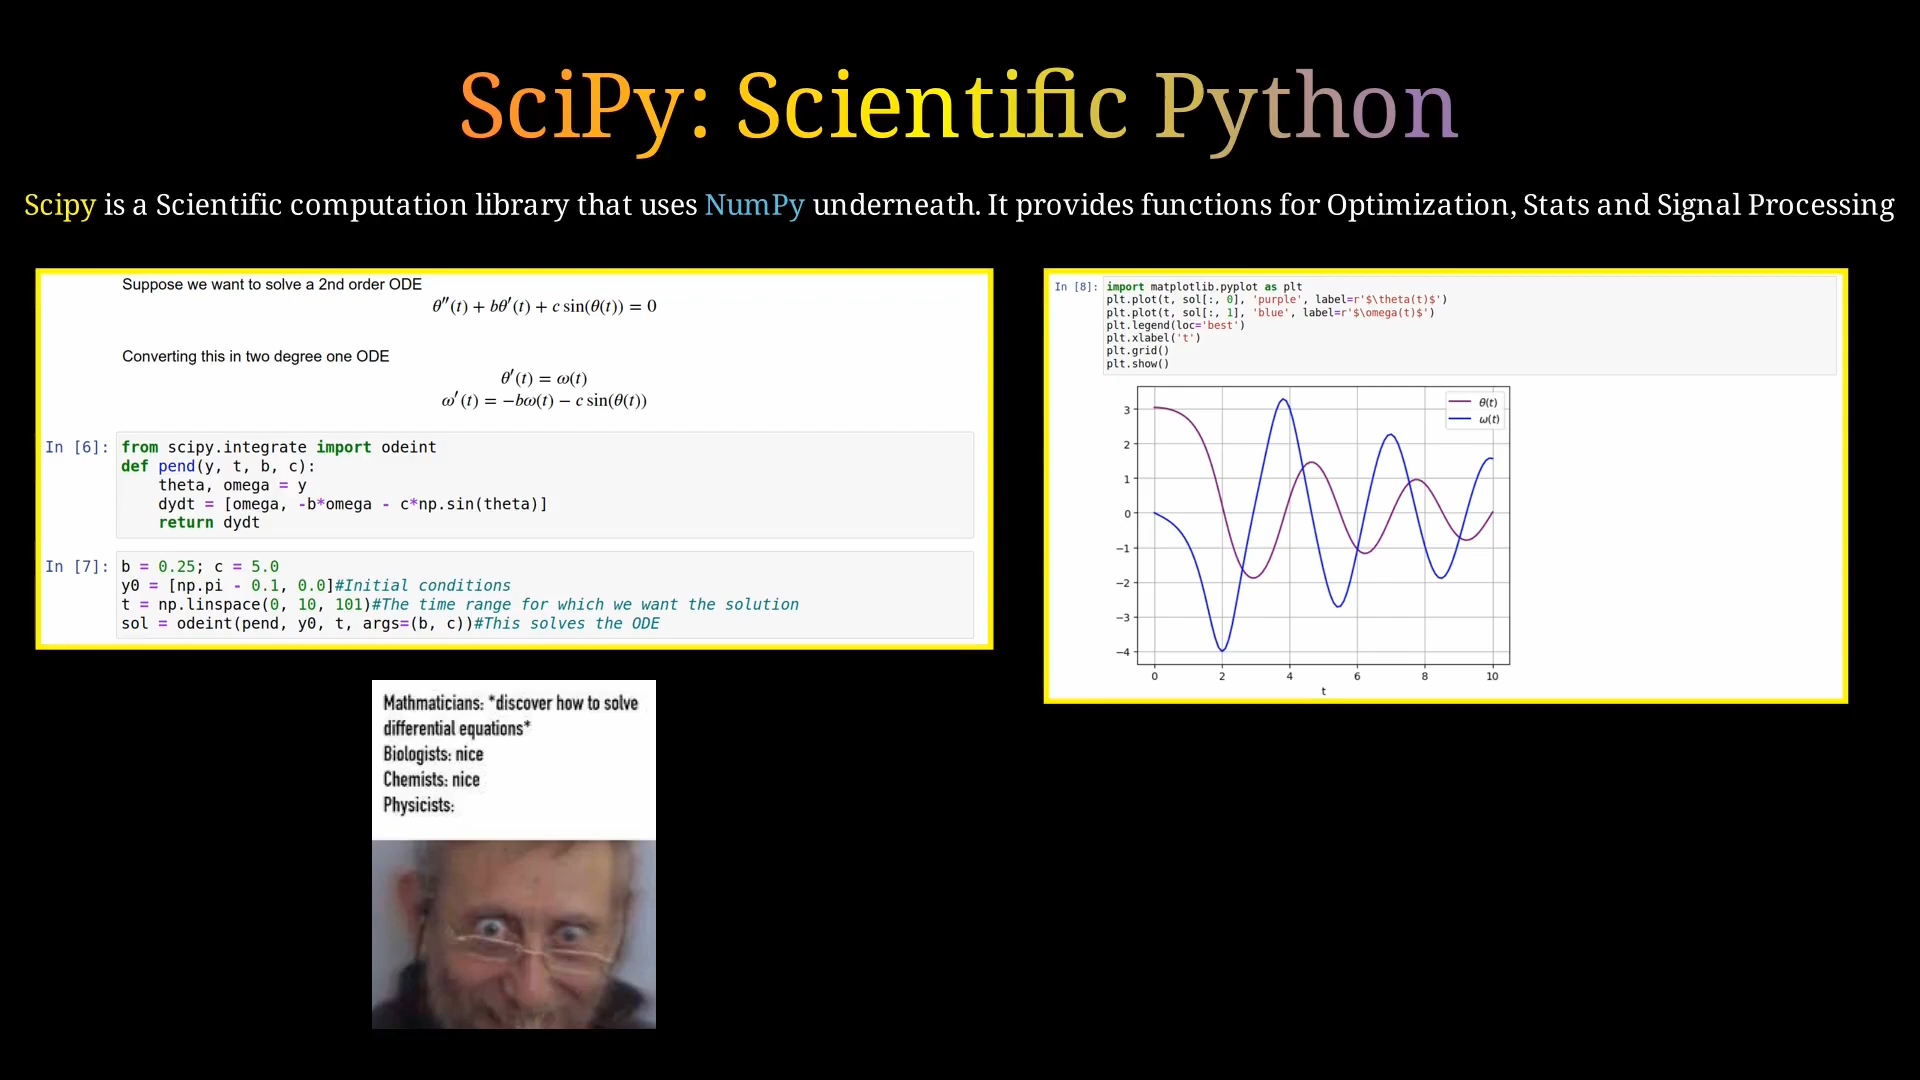 SciPy: Scientific Python
Scipy is a Scientific computation library that uses NumPy underneath. It provides functions for Optimization, Stats and Signal Processing
Suppose we want to solve a 2nd order ODE
θ′′(t) + bθ′(t) + c sin(θ(t)) = 0
Converting this in two degree one ODE
θ′(t) = ω(t)
ω′(t) = −bω(t) − c sin(θ(t))
In [6]: from scipy.integrate import odeint
def pend(y, t, b, c):
    theta, omega = y
    dydt = [omega, -b*omega - c*np.sin(theta)]
    return dydt
In [7]: b = 0.25; c = 5.0
y0 = [np.pi - 0.1, 0.0]#Initial conditions
t = np.linspace(0, 10, 101)#The time range for which we want the solution
sol = odeint(pend, y0, t, args=(b, c))#This solves the ODE
In [8]: import matplotlib.pyplot as plt
plt.plot(t, sol[:, 0], 'purple', label=r'$\theta(t)$')
plt.plot(t, sol[:, 1], 'blue', label=r'$\omega(t)$')
plt.legend(loc='best')
plt.xlabel('t')
plt.grid()
plt.show()
θ(t)
ω(t)
3
2
1
0
−1
−2
−3
−4
0 2 4 6 8 10
t
Mathmaticians: *discover how to solve
differential equations*
Biologists: nice
Chemists: nice
Physicists: